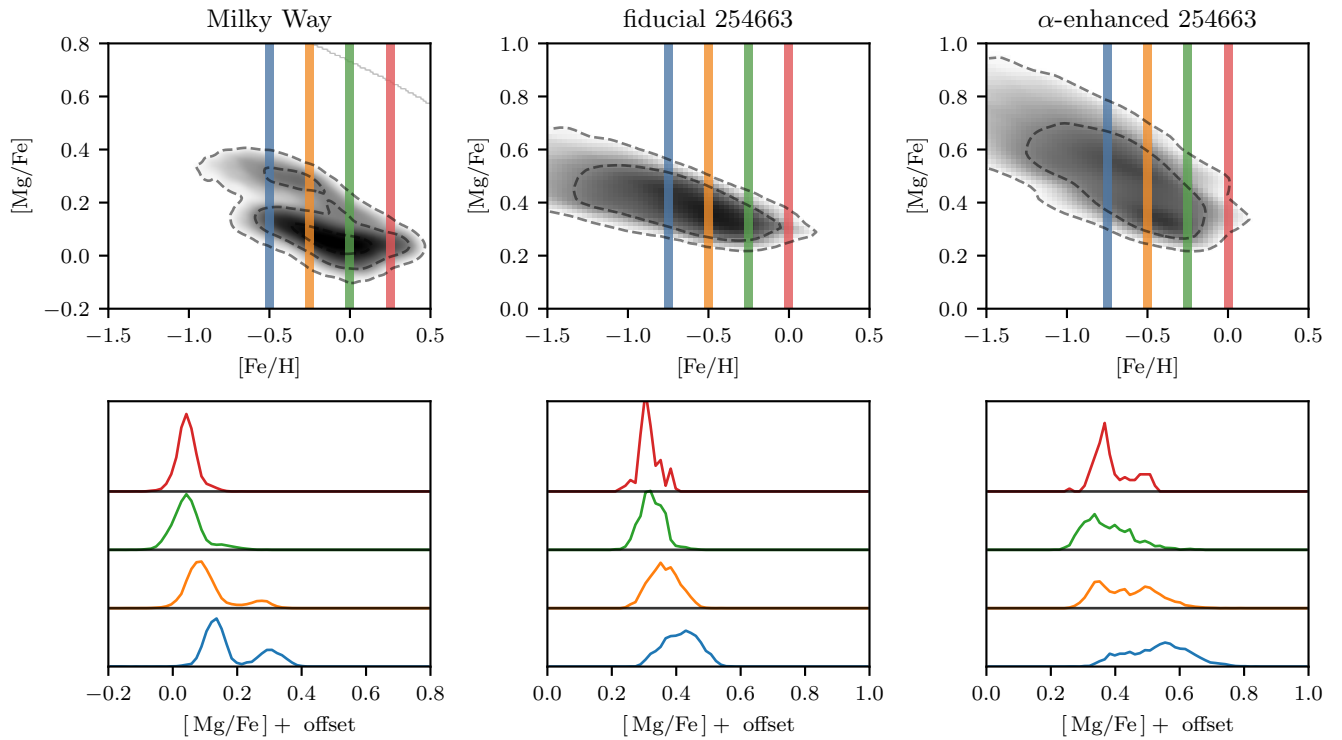 Milky Way
fiducial 254663
α-enhanced 254663
0.8
0.6
0.4
0.2
0.0
−0.2
[Mg/Fe]
−1.5 −1.0 −0.5 0.0 0.5
[Fe/H]
1.0
0.8
0.6
0.4
0.2
0.0
[Mg/Fe]
−1.5 −1.0 −0.5 0.0 0.5
[Fe/H]
1.0
0.8
0.6
0.4
0.2
0.0
[Mg/Fe]
−1.5 −1.0 −0.5 0.0 0.5
[Fe/H]
−0.2 0.0 0.2 0.4 0.6 0.8
[Mg/Fe] + offset
0.0 0.2 0.4 0.6 0.8 1.0
[Mg/Fe] + offset
0.0 0.2 0.4 0.6 0.8 1.0
[Mg/Fe] + offset